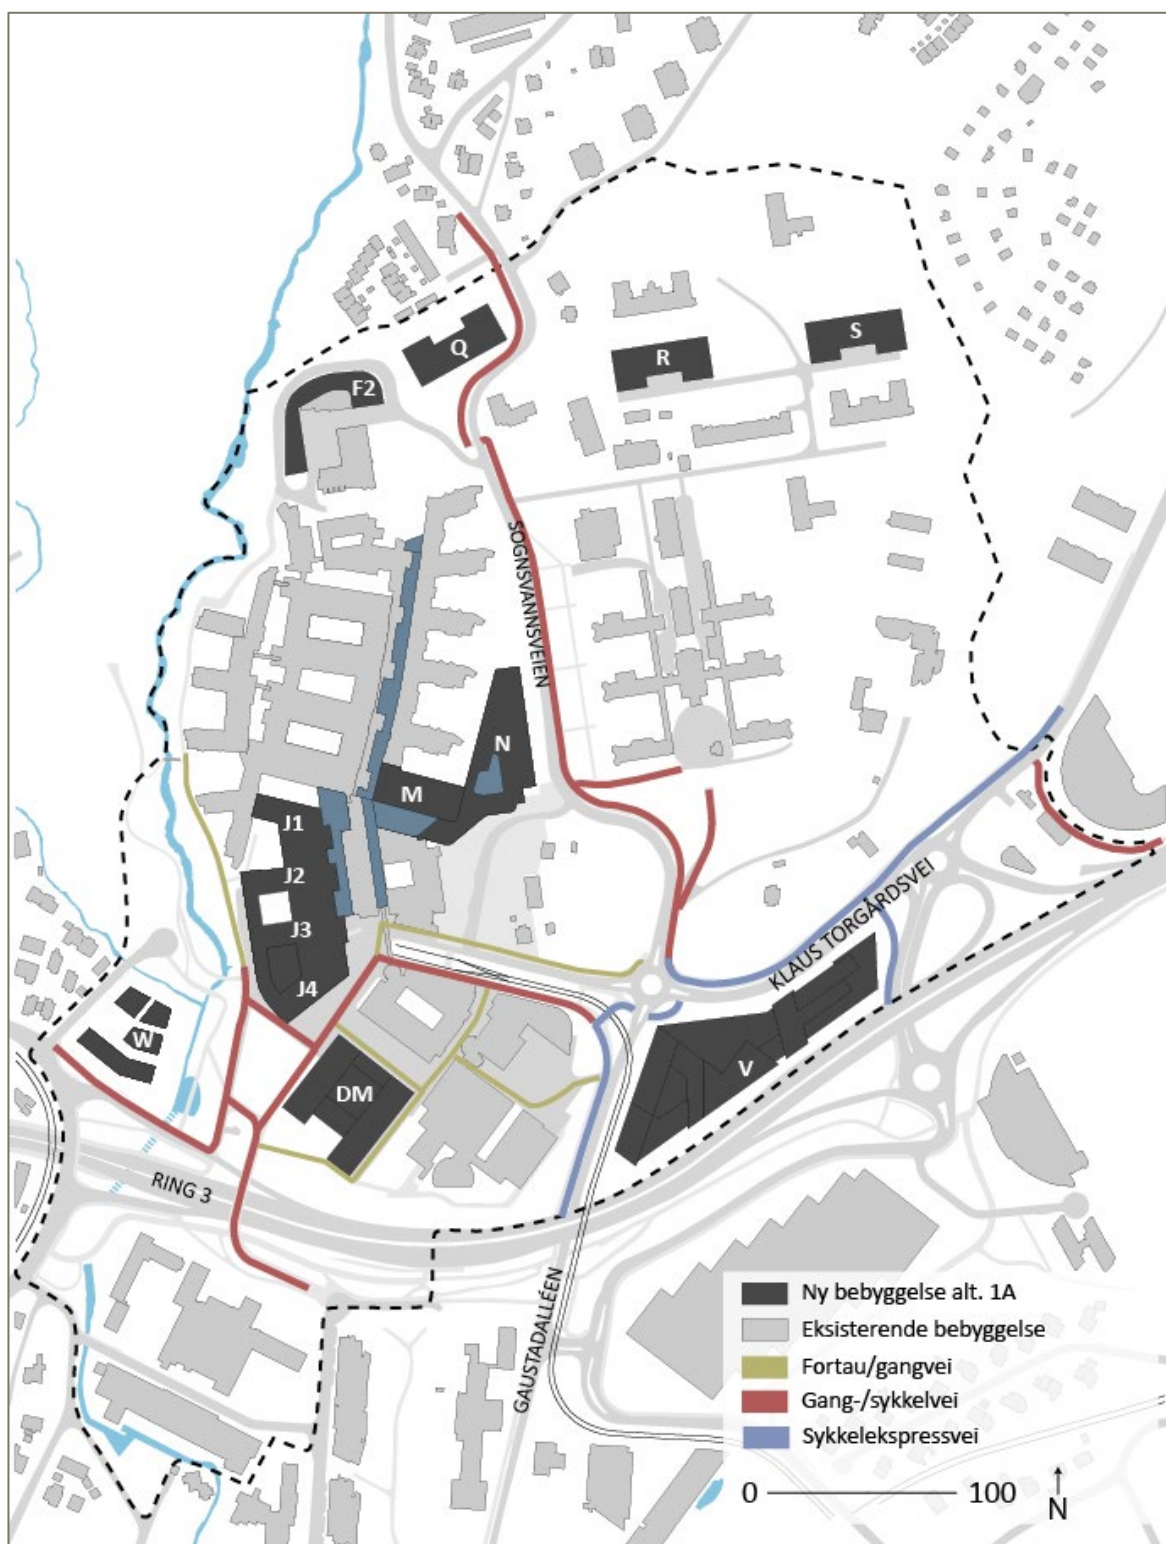 Q
F2
R
S
SOGNSVANNSVEIEN
N
M
J1
J2
J3
J4
KLAUS TORGÅRDSVEI
W
V
DM
RING 3
GAUSTADALLÉEN
Ny bebyggelse alt. 1A
Eksisterende bebyggelse
Fortau/gangvei
Gang-/sykkelvei
Sykkelekspressvei
0 100
N